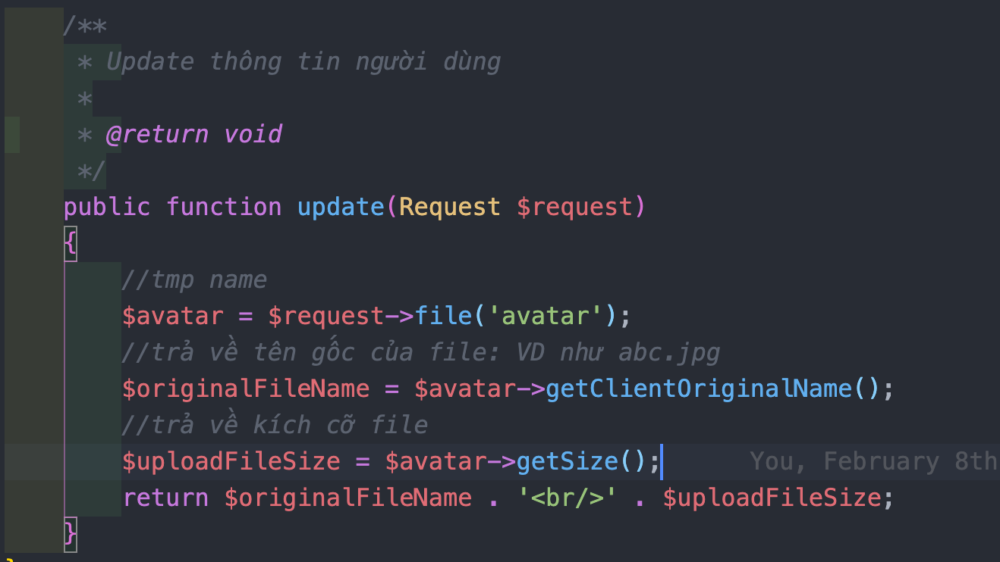 /**
* Update thông tin người dùng
*
* @return void
*/
public function update(Request $request)
{
//tmp name
$avatar = $request->file('avatar');
//trả về tên gốc của file: VD như abc.jpg
$originalFileName = $avatar->getClientOriginalName();
//trả về kích cỡ file
$uploadFileSize = $avatar->getSize(); You, February 8th
return $originalFileName . '<br/>' . $uploadFileSize;
}